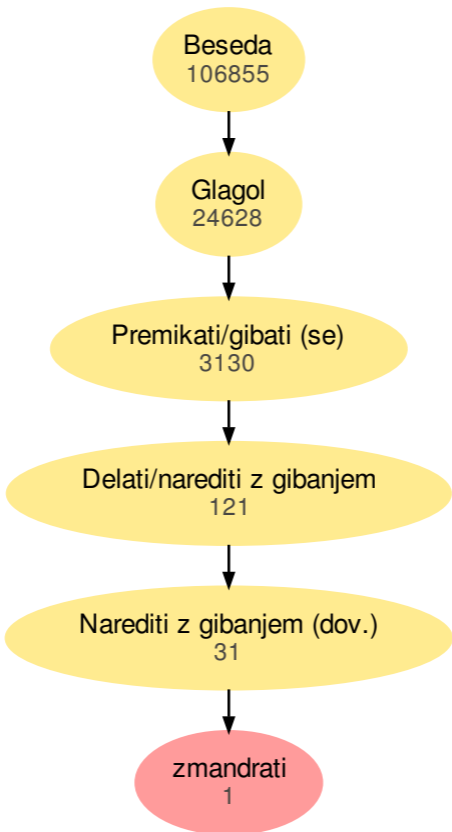 Beseda
106855
Glagol
24628
Premikati/gibati (se)
3130
Delati/narediti z gibanjem
121
Narediti z gibanjem (dov.)
31
zmandrati
1